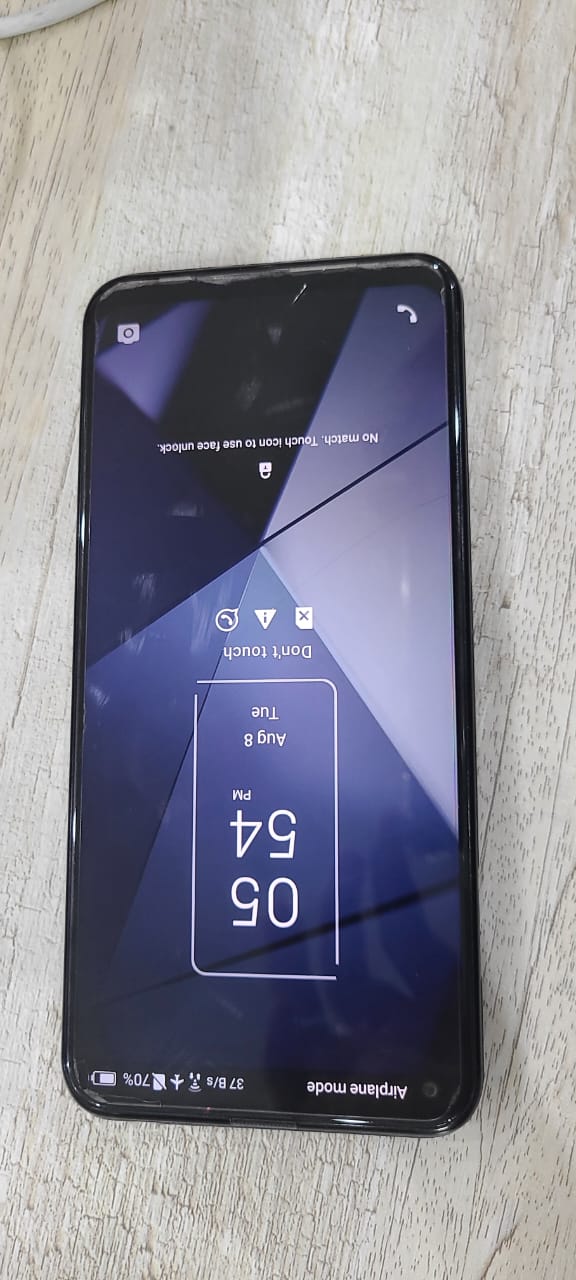 Airplane mode
37 B/s 70%
05
54
PM
Aug 8
Tue
Don't touch
No match. Touch icon to use face unlock.